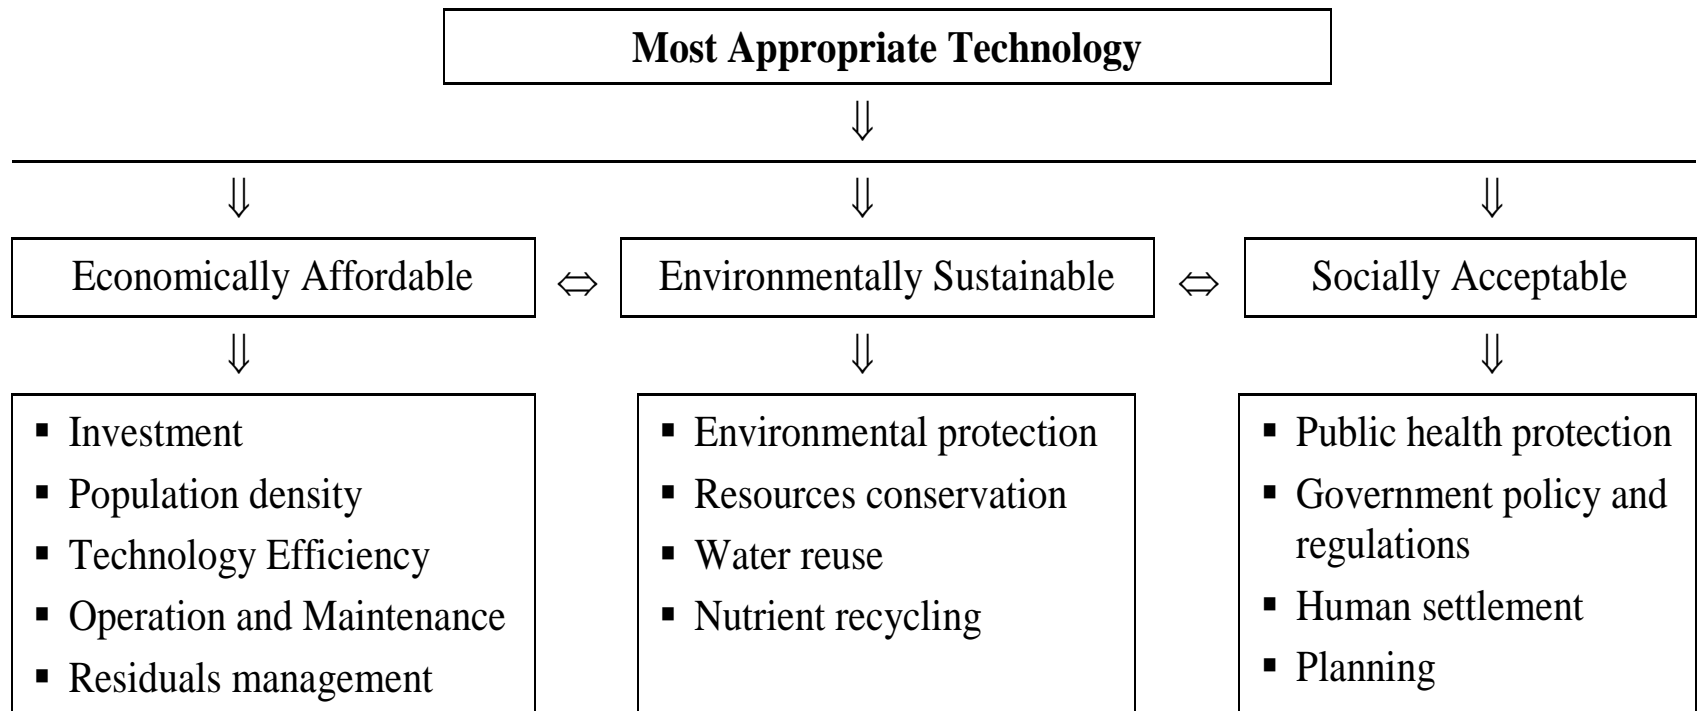 Most Appropriate Technology
⇓
⇓ ⇓ ⇓
Economically Affordable ⇔ Environmentally Sustainable ⇔ Socially Acceptable
⇓ ⇓ ⇓
▪ Investment
▪ Population density
▪ Technology Efficiency
▪ Operation and Maintenance
▪ Residuals management
▪ Environmental protection
▪ Resources conservation
▪ Water reuse
▪ Nutrient recycling
▪ Public health protection
▪ Government policy and
regulations
▪ Human settlement
▪ Planning